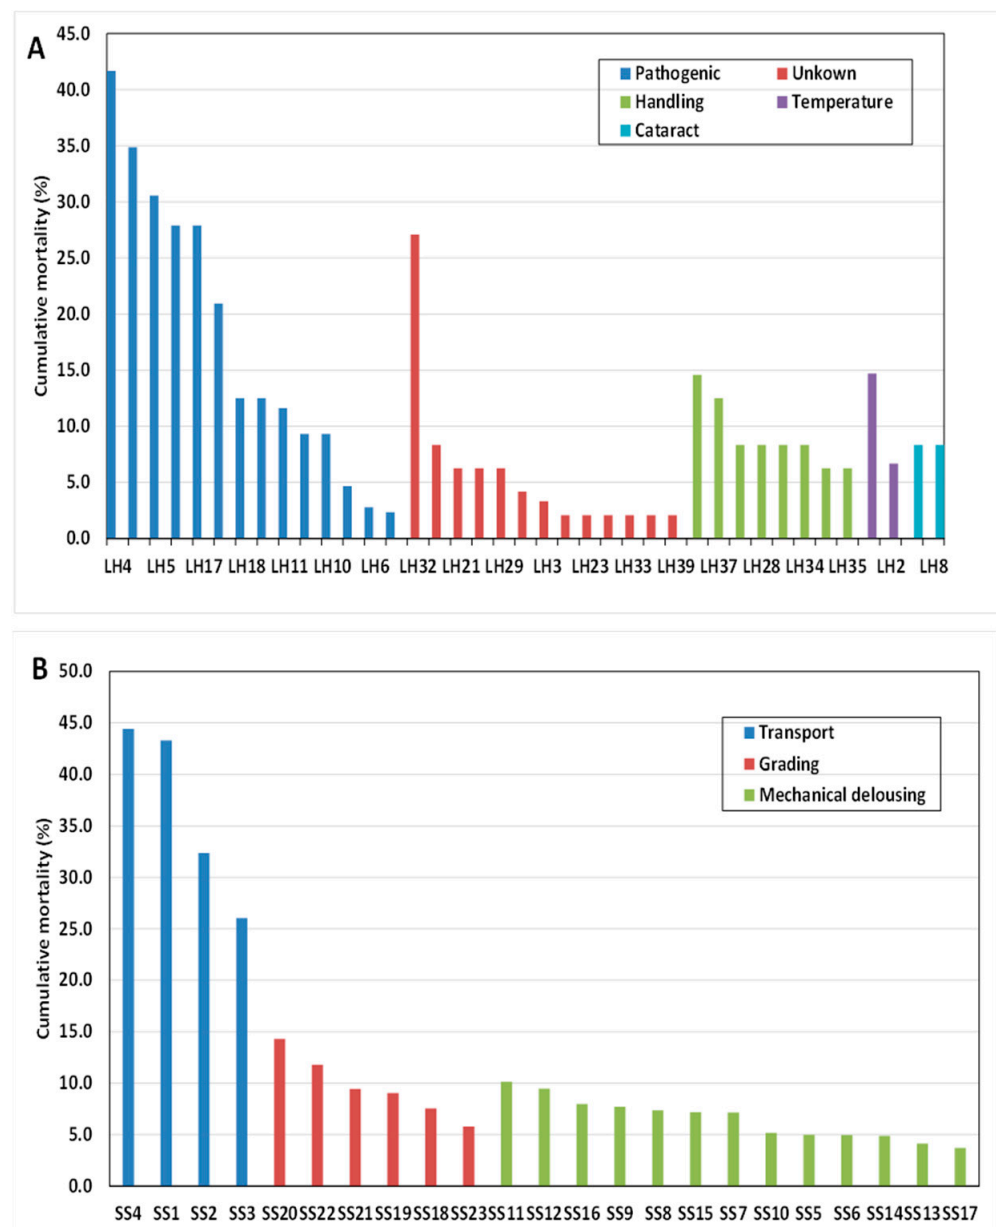 A
45.0
40.0
35.0
30.0
25.0
20.0
15.0
10.0
5.0
0.0
Cumulative mortality (%)
Pathogenic Unkown
Handling Temperature
Cataract
LH4 LH5 LH17 LH18 LH11 LH10 LH6 LH32 LH21 LH29 LH3 LH23 LH33 LH39 LH37 LH28 LH34 LH35 LH2 LH8
B
50.0
45.0
40.0
35.0
30.0
25.0
20.0
15.0
10.0
5.0
0.0
Cumulative mortality (%)
Transport
Grading
Mechanical delousing
SS4 SS1 SS2 SS3 SS20 SS22 SS21 SS19 SS18 SS23 SS11 SS12 SS16 SS9 SS8 SS15 SS7 SS10 SS5 SS6 SS14 SS13 SS17